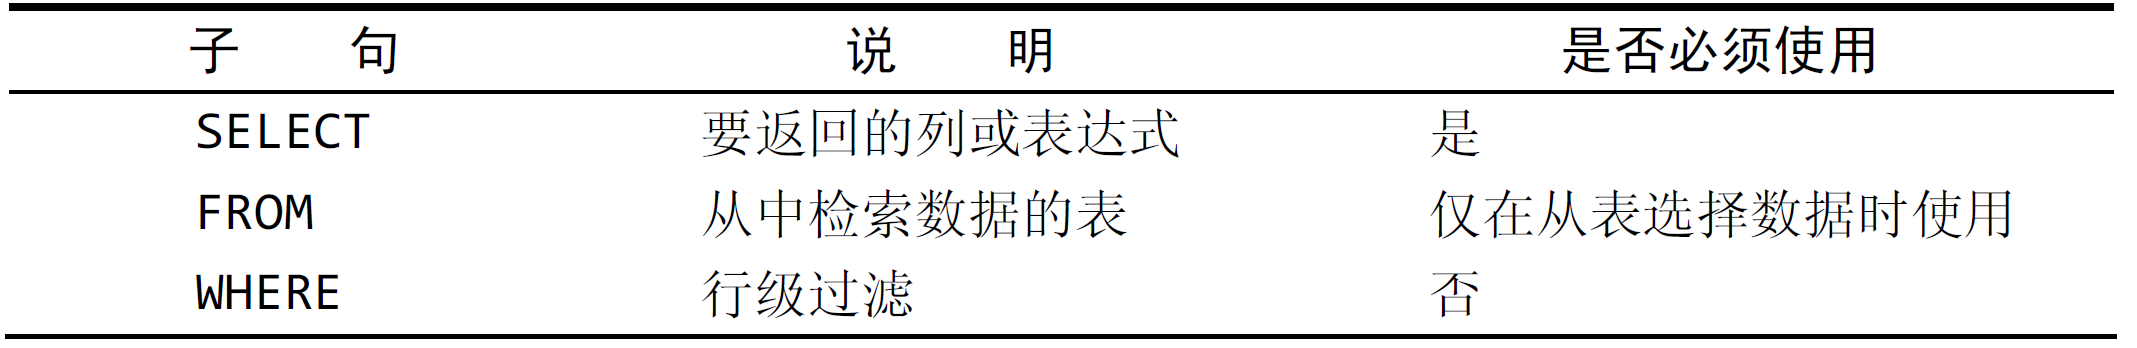 子 句 说 明 是否必须使用
SELECT 要返回的列或表达式 是
FROM 从中检索数据的表 仅在从表选择数据时使用
WHERE 行级过滤 否